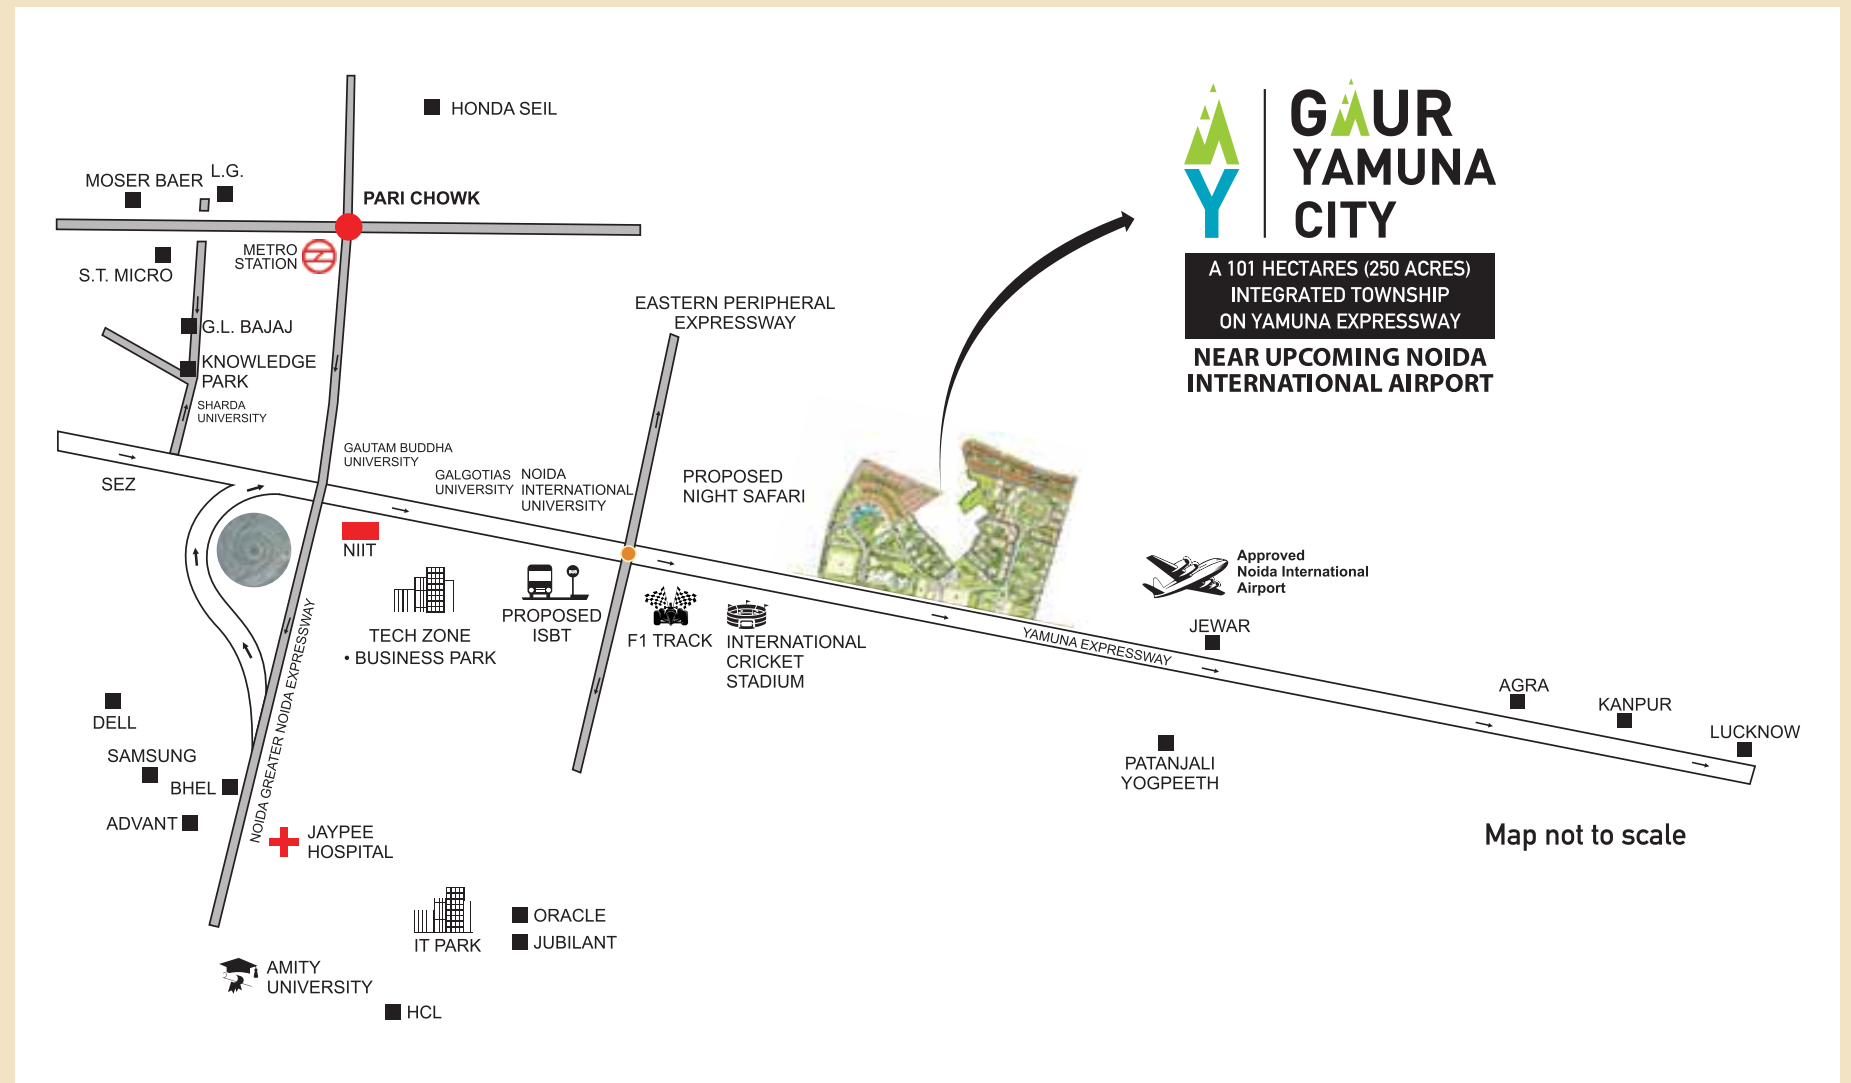 HONDA SEIL
GAUR
YAMUNA
CITY
A 101 HECTARES (250 ACRES)
INTEGRATED TOWNSHIP
ON YAMUNA EXPRESSWAY
NEAR UPCOMING NOIDA
INTERNATIONAL AIRPORT
L.G.
MOSER BAER
PARI CHOWK
METRO
STATION
S.T. MICRO
EASTERN PERIPHERAL
EXPRESSWAY
G.L. BAJAJ
KNOWLEDGE
PARK
SHARDA
UNIVERSITY
GAUTAM BUDDHA
UNIVERSITY
GALGOTIAS
UNIVERSITY
NOIDA
INTERNATIONAL
UNIVERSITY
PROPOSED
NIGHT SAFARI
SEZ
NIIT
TECH ZONE
• BUSINESS PARK
BUS
PROPOSED
ISBT
F1 TRACK
INTERNATIONAL
CRICKET
STADIUM
Approved
Noida International
Airport
JEWAR
YAMUNA EXPRESSWAY
AGRA
KANPUR
LUCKNOW
PATANJALI
YOGPEETH
NOIDA GREATER NOIDA EXPRESSWAY
DELL
SAMSUNG
BHEL
ADVANT
JAYPEE
HOSPITAL
Map not to scale
IT PARK
ORACLE
JUBILANT
AMITY
UNIVERSITY
HCL